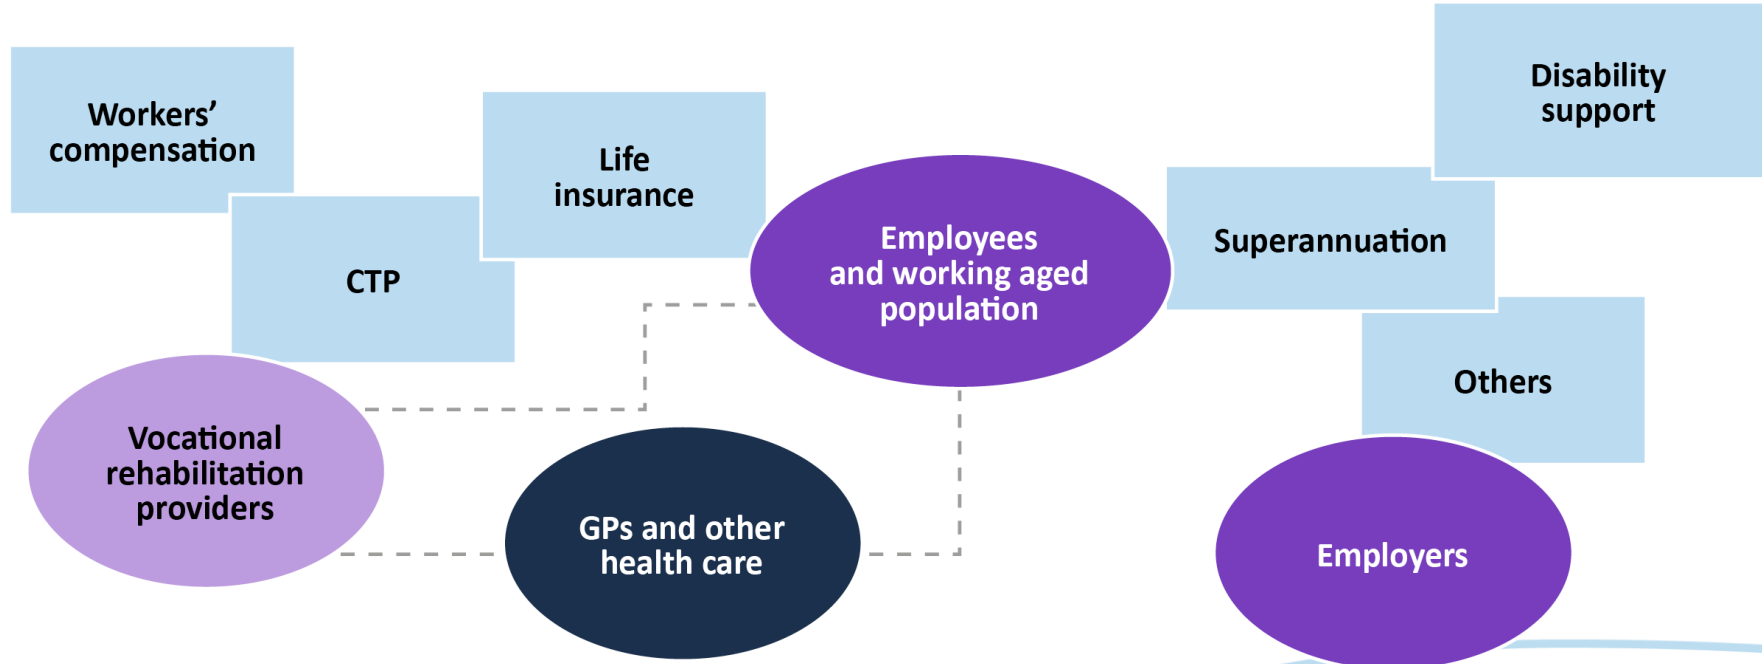 Workers’
compensation
CTP
Life
insurance
Employees
and working aged
population
Superannuation
Disability
support
Others
Vocational
rehabilitation
providers
GPs and other
health care
Employers